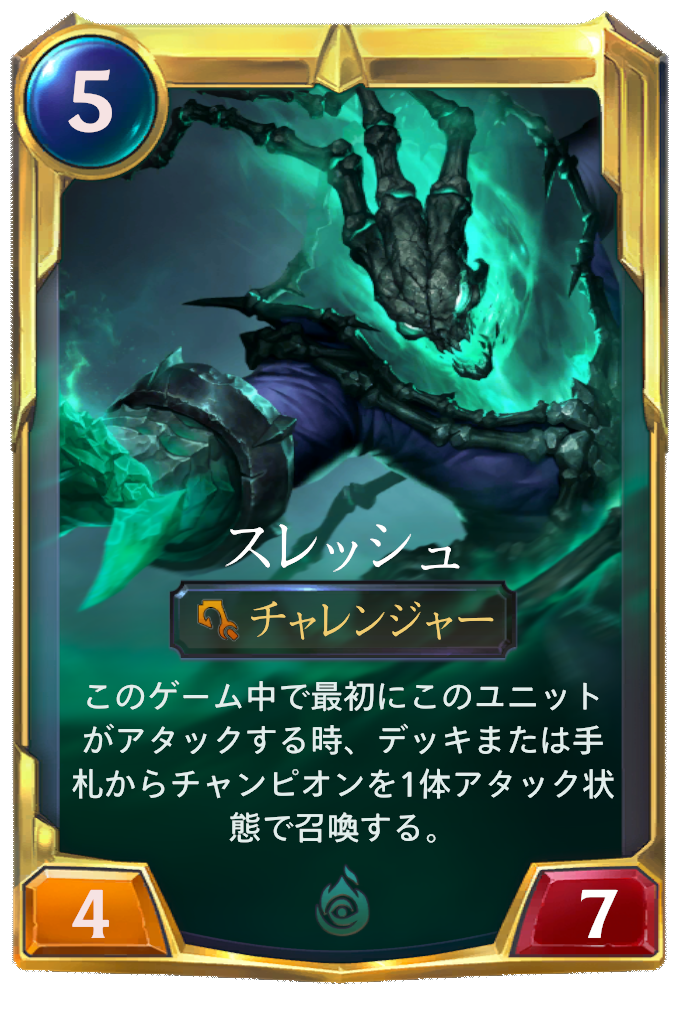 5
スレッシュ
チャレンジャー
このゲーム中で最初にこのユニット
がアタックする時、デッキまたは手
札からチャンピオンを1体アタック状
態で召喚する。
4
7